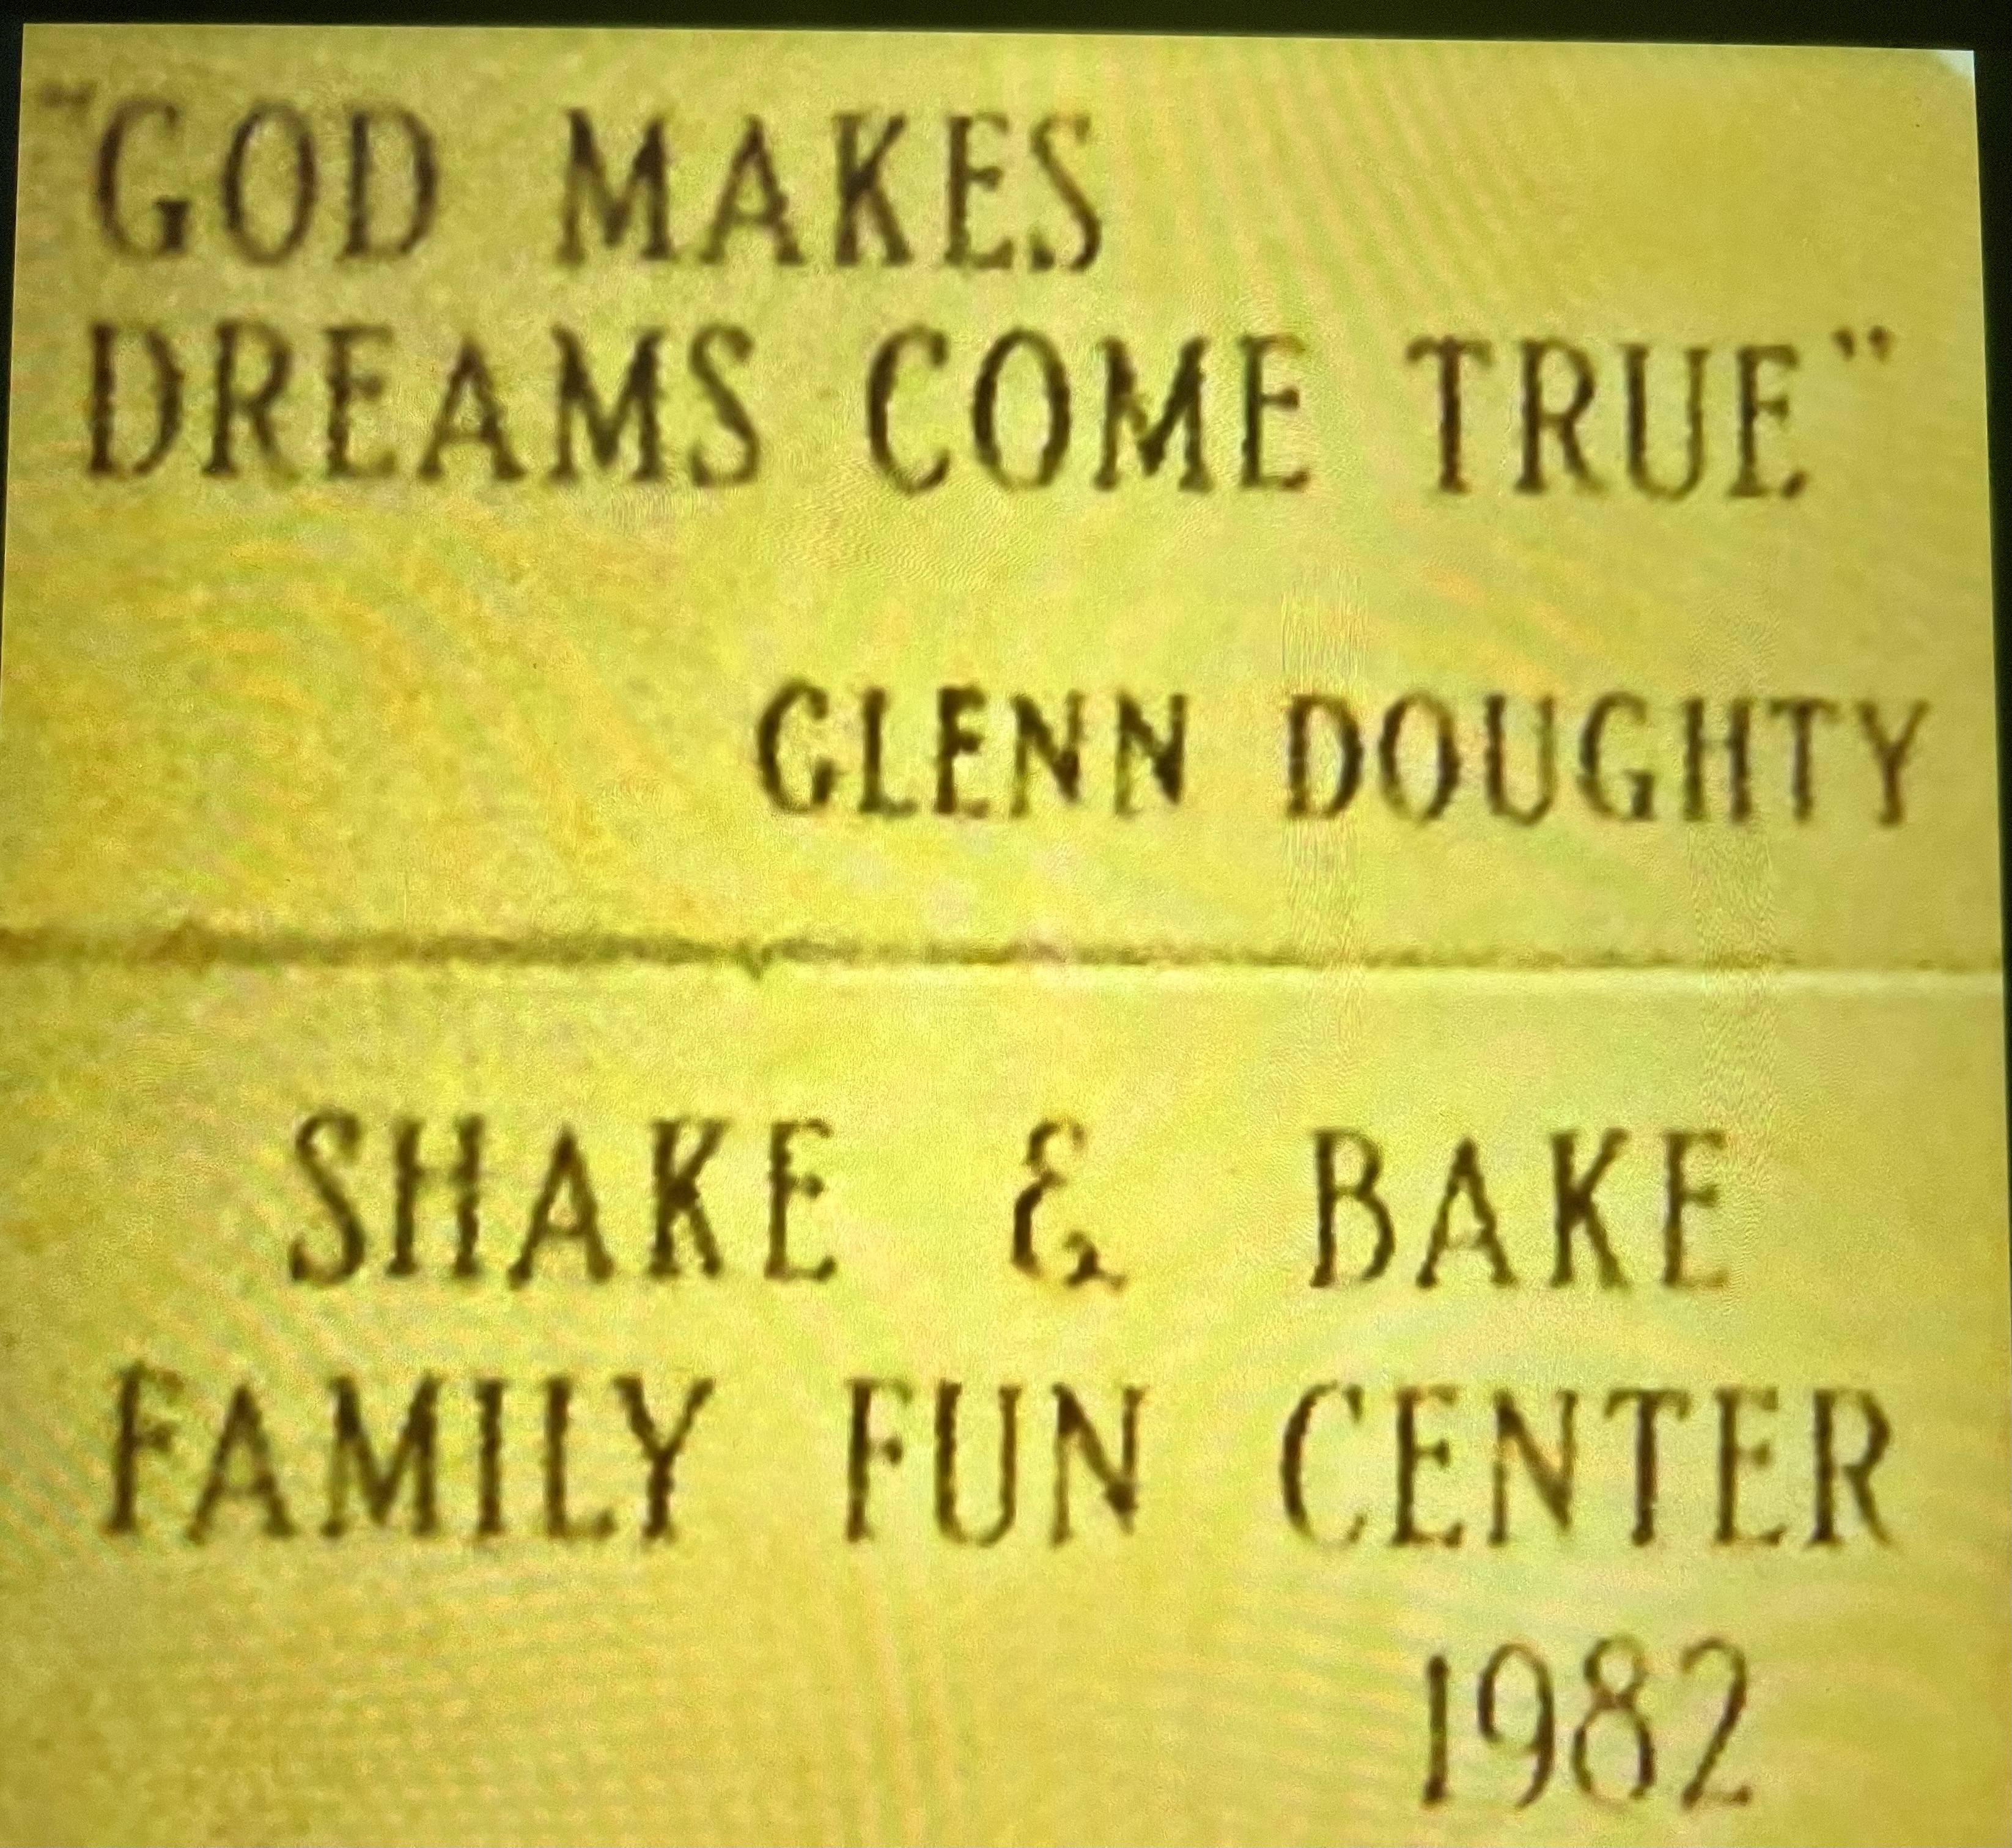 "GOD MAKES
DREAMS COME TRUE"
GLENN DOUGHTY
SHAKE & BAKE
FAMILY FUN CENTER
1982